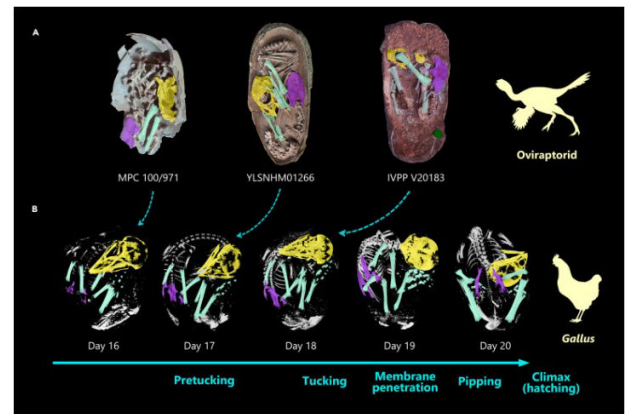 A
Oviraptorid
MPC 100/971
YLSNHM01266
IVPP V20183
B
Gallus
Day 16
Day 17
Day 18
Day 19
Day 20
Pretucking
Tucking
Membrane
penetration
Pipping
Climax
(hatching)